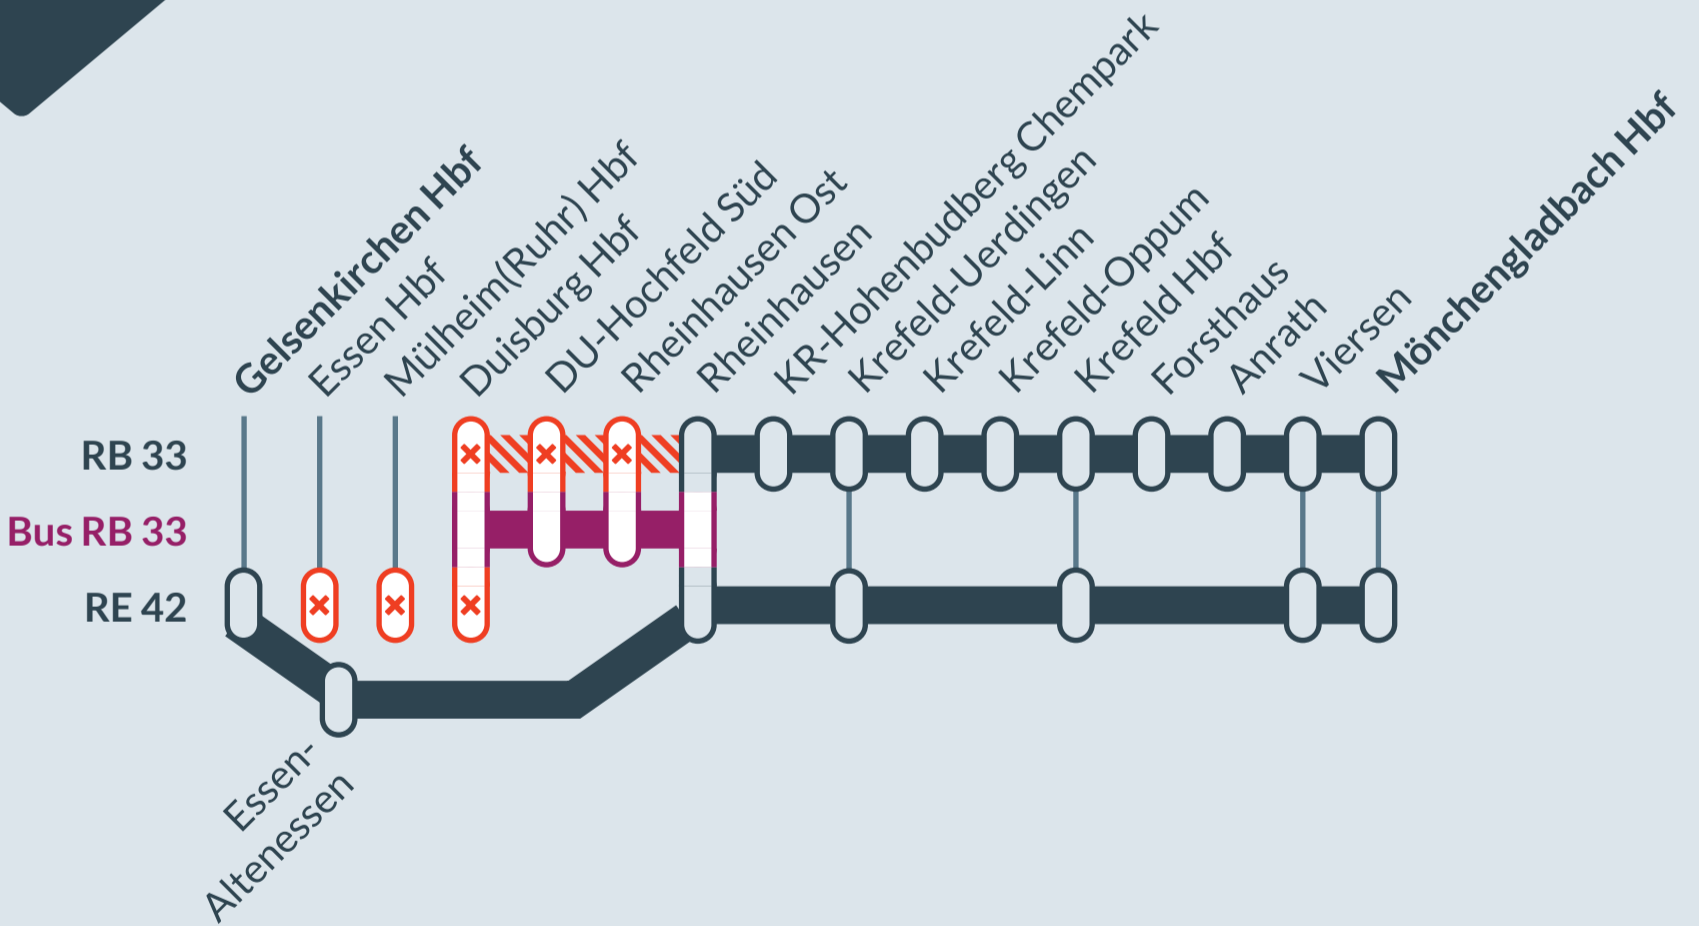 Gelsenkirchen Hbf
Essen Hbf
Mülheim(Ruhr) Hbf
Duisburg Hbf
DU-Hochfeld Süd
Rheinhausen Ost
Rheinhausen
KR-Hohenbudberg Chempark
Krefeld-Uerdingen
Krefeld-Linn
Krefeld-Oppum
Krefeld Hbf
Forsthaus
Anrath
Viersen
Mönchengladbach Hbf
RB 33
Bus RB 33
RE 42
Essen-
Altenessen